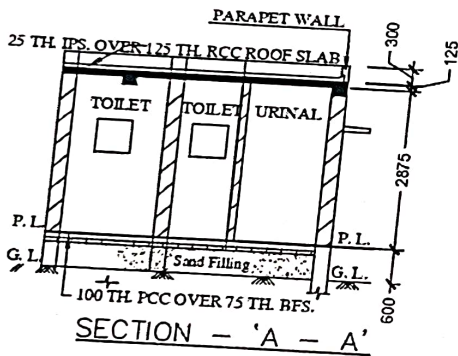 PARAPET WALL
25 TH. IPS. OVER 125 TH. RCC ROOF SLAB
300
125
TOILET TOILET URINAL
2875
P. L. P. L.
G. L. Sand Filling G. L.
600
100 TH. PCC OVER 75 TH. BFS.
SECTION - 'A - A'